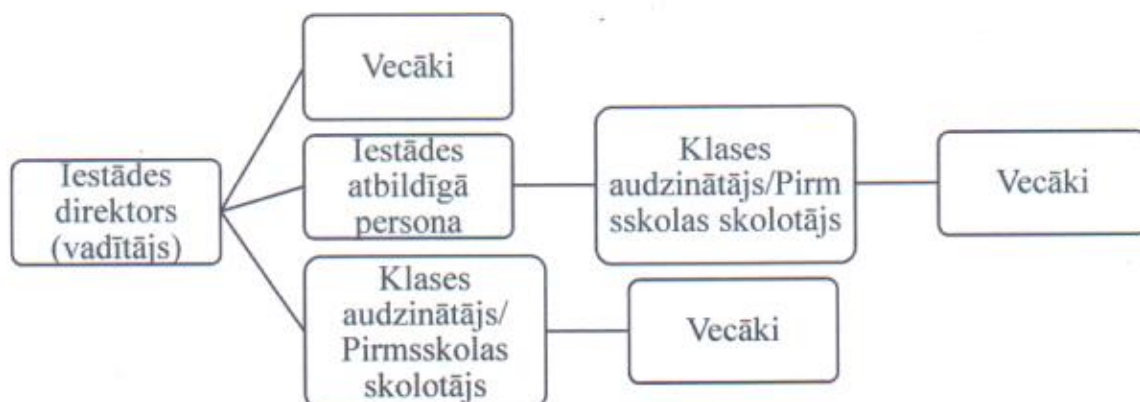 Vecāki
Iestādes
direktors
(vadītājs)
Iestādes
atbildīgā
persona
Klases
audzinātājs/Pirm
sskolas skolotājs
Vecāki
Klases
audzinātājs/
Pirmsskolas
skolotājs
Vecāki